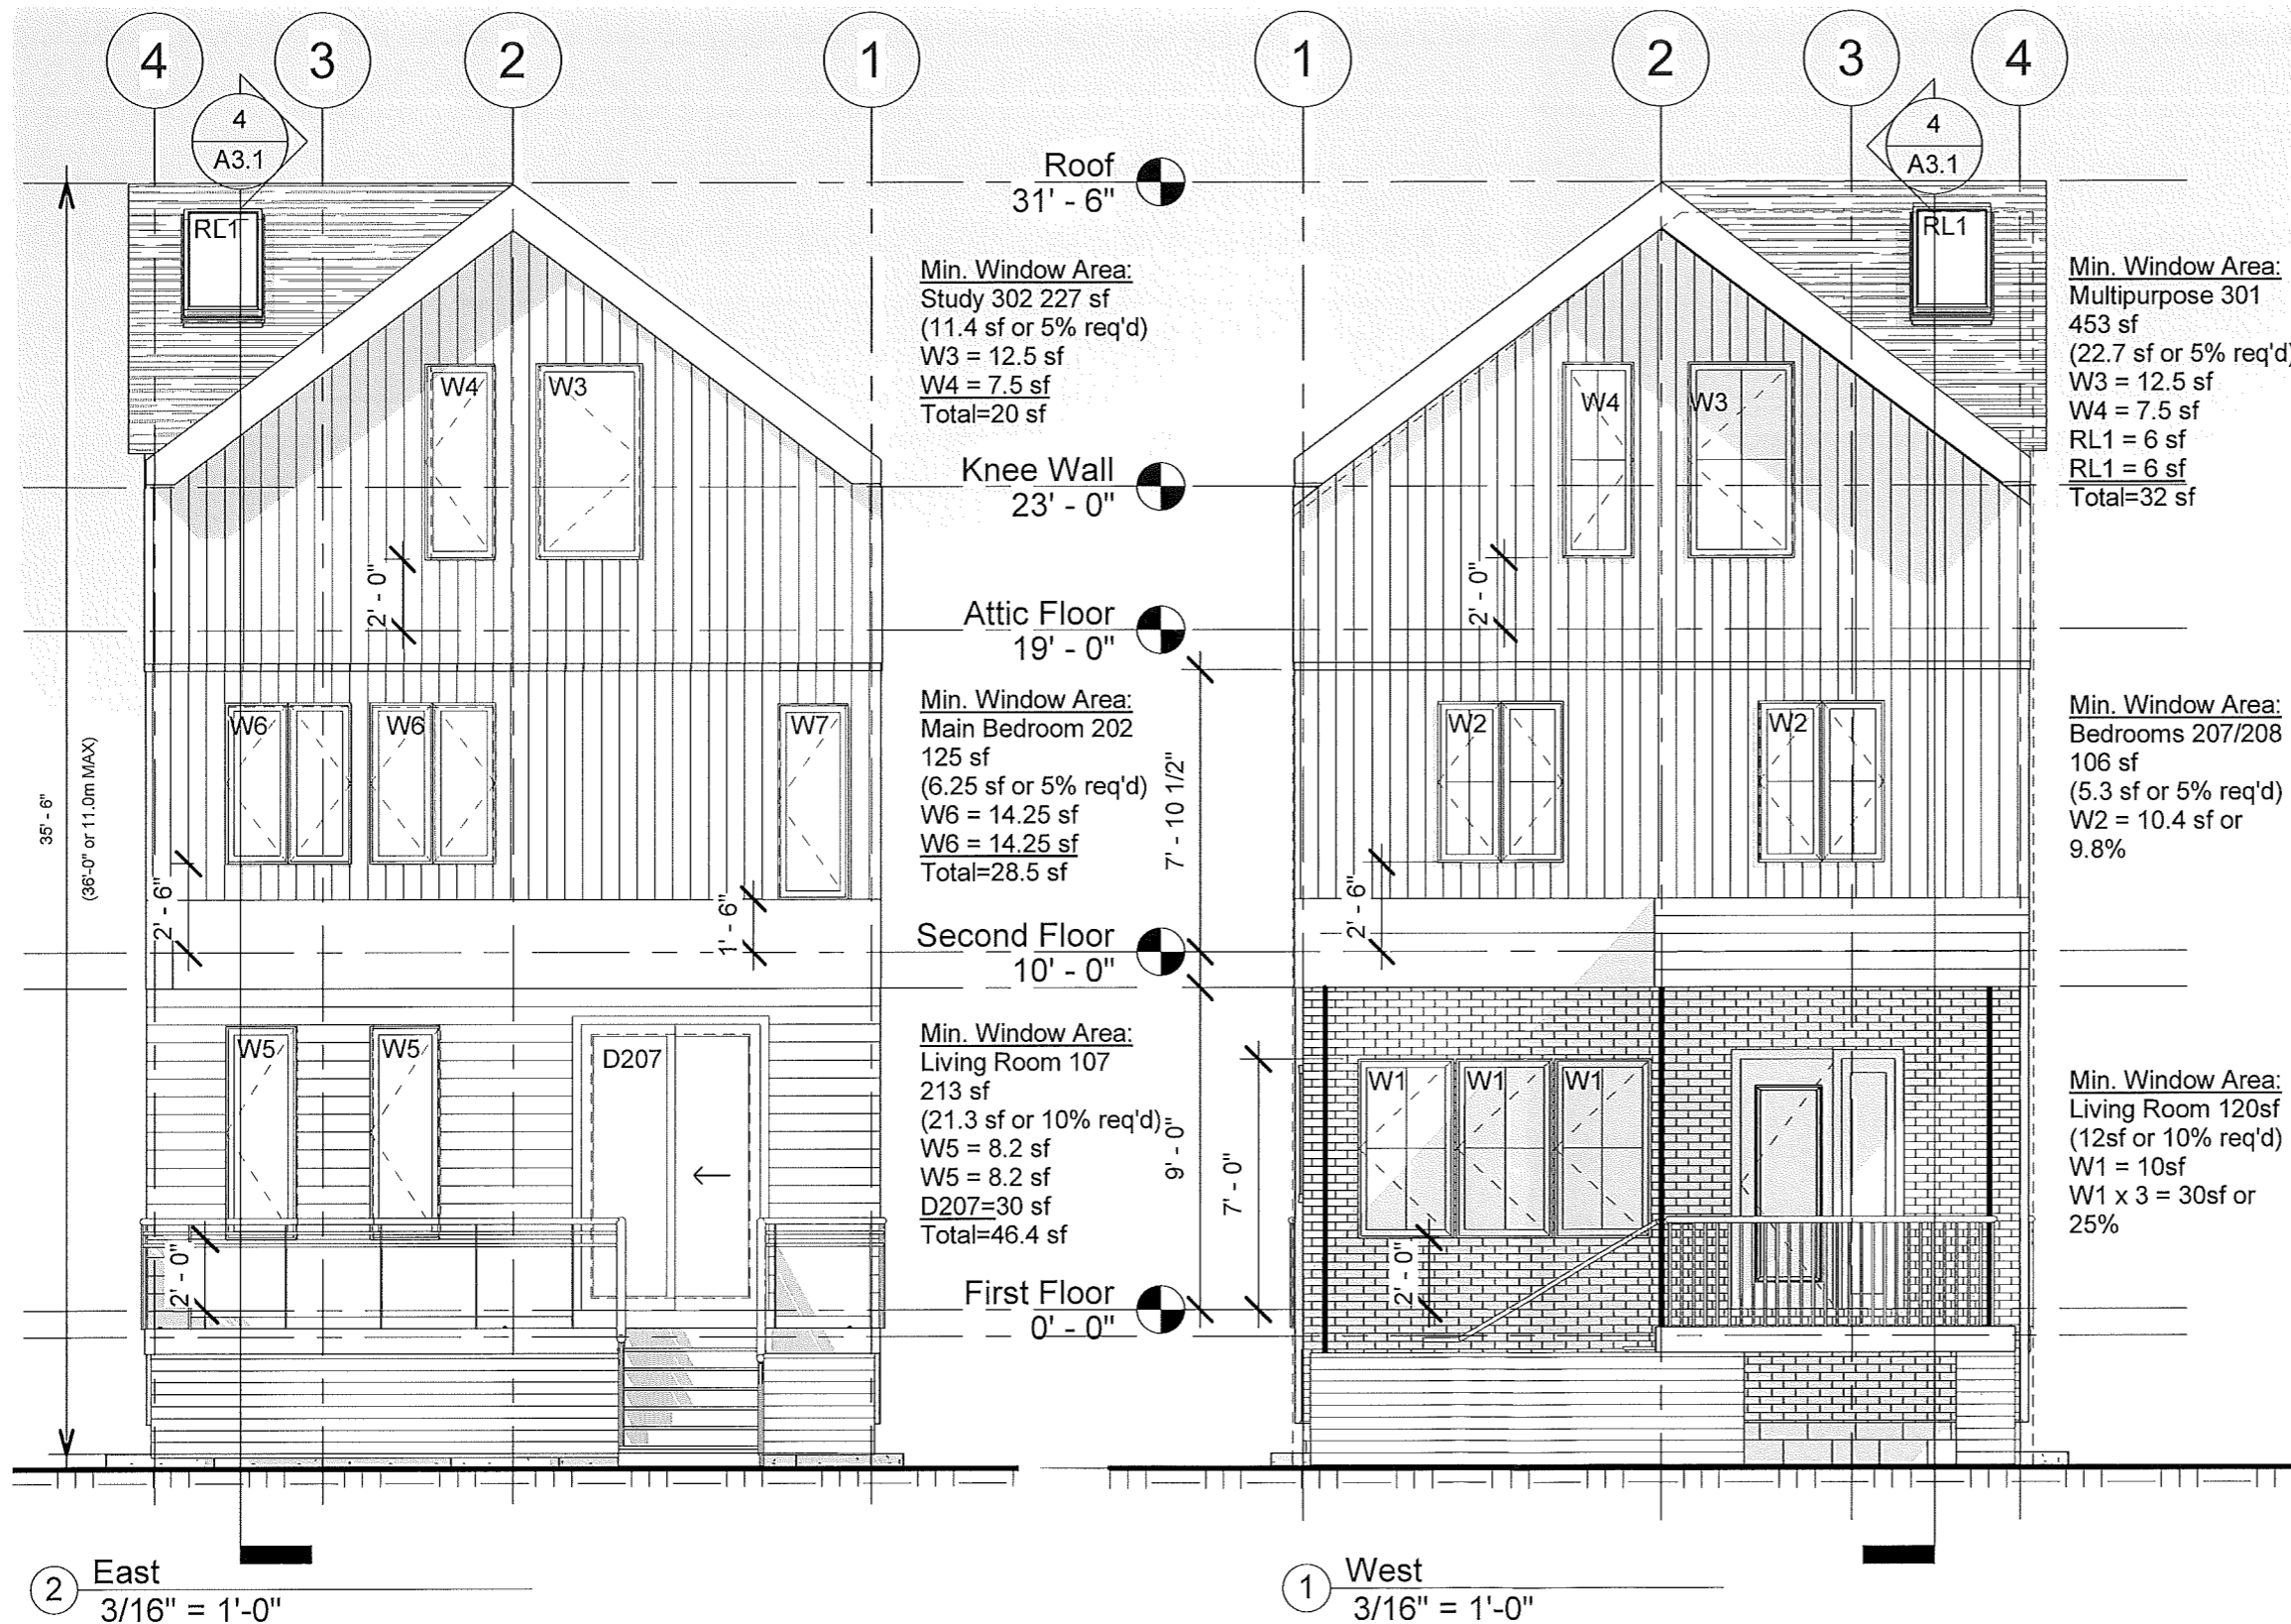 4 3 2 1
1 2 3 4
4
A3.1
4
A3.1
RL1
W4 W3
W6 W6 W7
W5 W5 D207
2' - 0"
2' - 6"
1' - 6"
2' - 0"
35' - 6"
(36'-0" or 11.0m MAX)
Roof
31' - 6"
Min. Window Area:
Study 302 227 sf
(11.4 sf or 5% req'd)
W3 = 12.5 sf
W4 = 7.5 sf
Total=20 sf
Knee Wall
23' - 0"
Attic Floor
19' - 0"
Min. Window Area:
Main Bedroom 202
125 sf
(6.25 sf or 5% req'd)
W6 = 14.25 sf
W6 = 14.25 sf
Total=28.5 sf
Second Floor
10' - 0"
Min. Window Area:
Living Room 107
213 sf
(21.3 sf or 10% req'd)
W5 = 8.2 sf
W5 = 8.2 sf
D207=30 sf
Total=46.4 sf
First Floor
0' - 0"
7' - 10 1/2"
9' - 0"
7' - 0"
RL1
W4 W3
2' - 0"
W2 W2
2' - 6"
W1 W1 W1
2' - 0"
Min. Window Area:
Multipurpose 301
453 sf
(22.7 sf or 5% req'd)
W3 = 12.5 sf
W4 = 7.5 sf
RL1 = 6 sf
RL1 = 6 sf
Total=32 sf
Min. Window Area:
Bedrooms 207/208
106 sf
(5.3 sf or 5% req'd)
W2 = 10.4 sf or
9.8%
Min. Window Area:
Living Room 120sf
(12sf or 10% req'd)
W1 = 10sf
W1 x 3 = 30sf or
25%
2 East
3/16" = 1'-0"
1 West
3/16" = 1'-0"